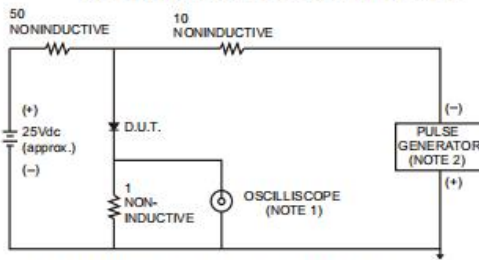 50
NONINDUCTIVE
10
NONINDUCTIVE
(+)
25Vdc
(approx.)
(−)
D.U.T.
1
NON-
INDUCTIVE
OSCILLISCOPE
(NOTE 1)
(−)
PULSE
GENERATOR
(NOTE 2)
(+)